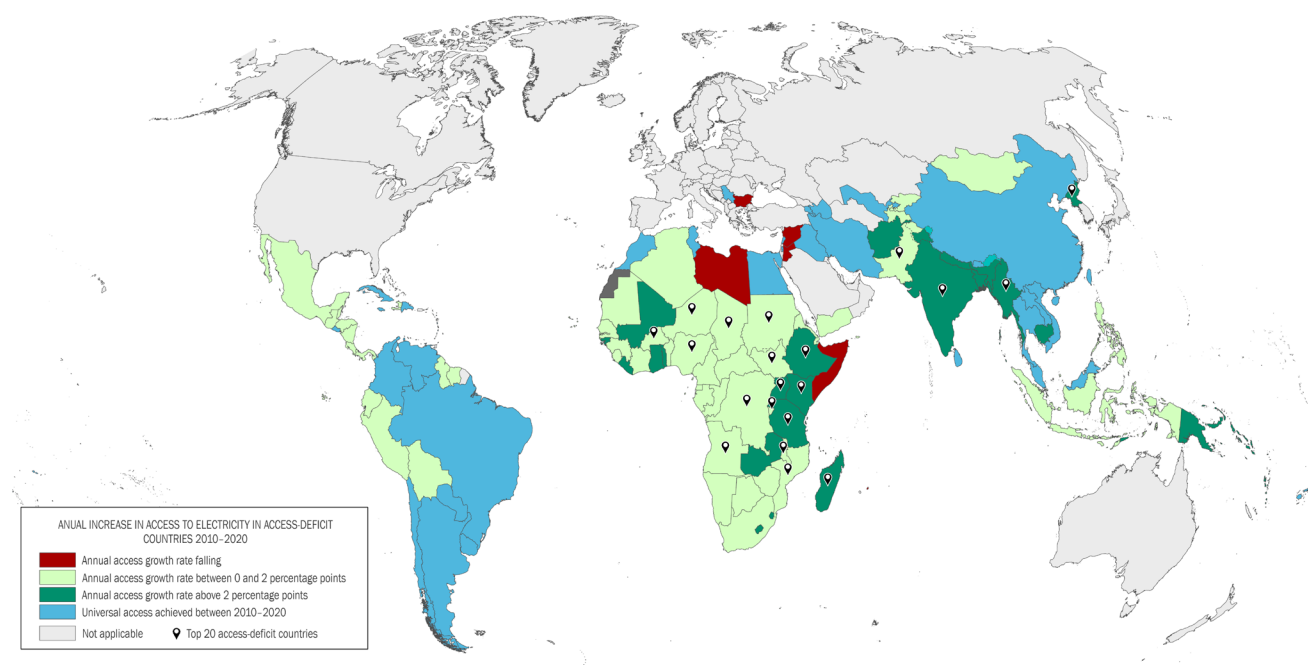 ANUAL INCREASE IN ACCESS TO ELECTRICITY IN ACCESS-DEFICIT
COUNTRIES 2010–2020
Annual access growth rate falling
Annual access growth rate between 0 and 2 percentage points
Annual access growth rate above 2 percentage points
Universal access achieved between 2010–2020
Not applicable
Top 20 access-deficit countries